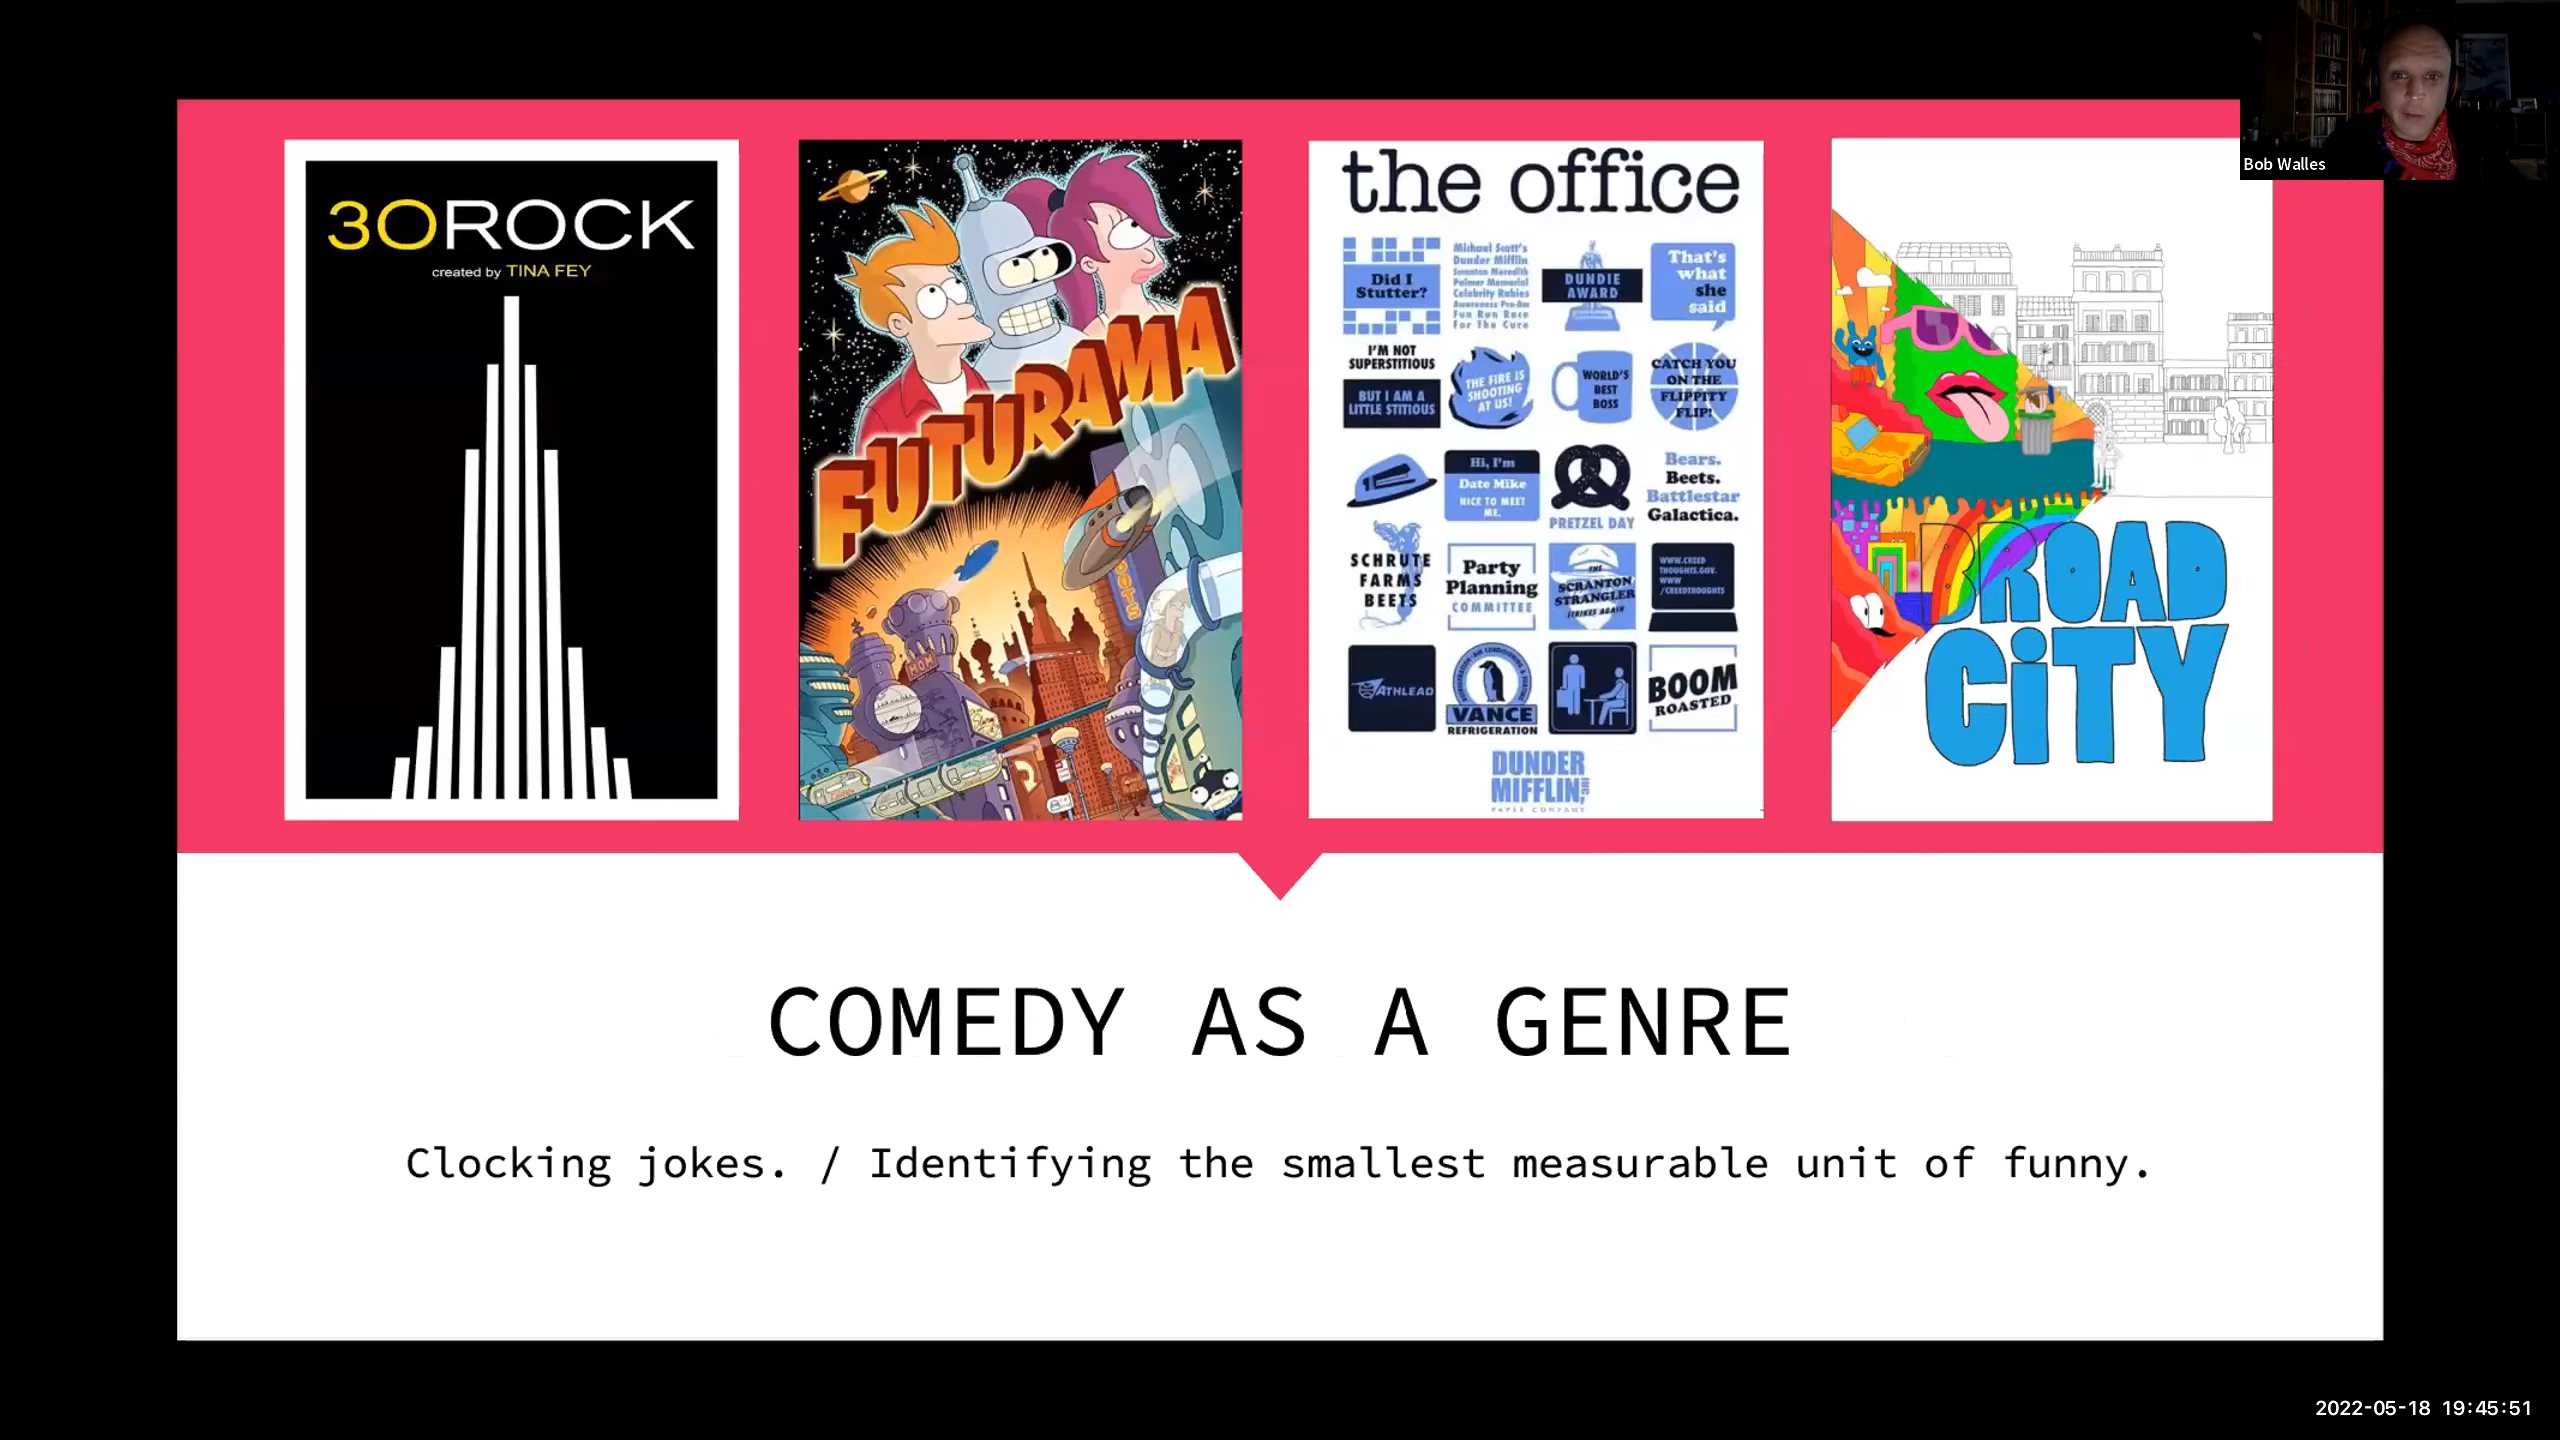 Bob Walles
30ROCK
created by TINA FEY
FUTURAMA
MOM
the office
Did I
Stutter?
Michael Scott's
Dunder Mifflin
Scranton Meredith
Palmer Memorial
Celebrity Rabies
Awareness Pro-Am
Fun Run Race
For The Cure
DUNDIE
AWARD
That's
what
she
said
I'M NOT
SUPERSTITIOUS
BUT I AM A
LITTLE STITIOUS
THE FIRE IS
SHOOTING
AT US!
WORLD'S
BEST
BOSS
CATCH YOU
ON THE
FLIPPITY
FLIP!
Hi, I'm
Date Mike
NICE TO MEET
ME.
PRETZEL DAY
Bears.
Beets.
Battlestar
Galactica.
SCHRUTE
FARMS
BEETS
Party
Planning
COMMITTEE
THE
SCRANTON
STRANGLER
STRIKES AGAIN
WWW.CREED
THOUGHTS.GOV.
WWW
/CREEDTHOUGHTS
ATHLEAD
VANCE
REFRIGERATION
BOOM
ROASTED
DUNDER
MIFFLIN, INC
PAPER COMPANY
BROAD
CiTY
COMEDY AS A GENRE
Clocking jokes. / Identifying the smallest measurable unit of funny.
2022-05-18 19:45:51